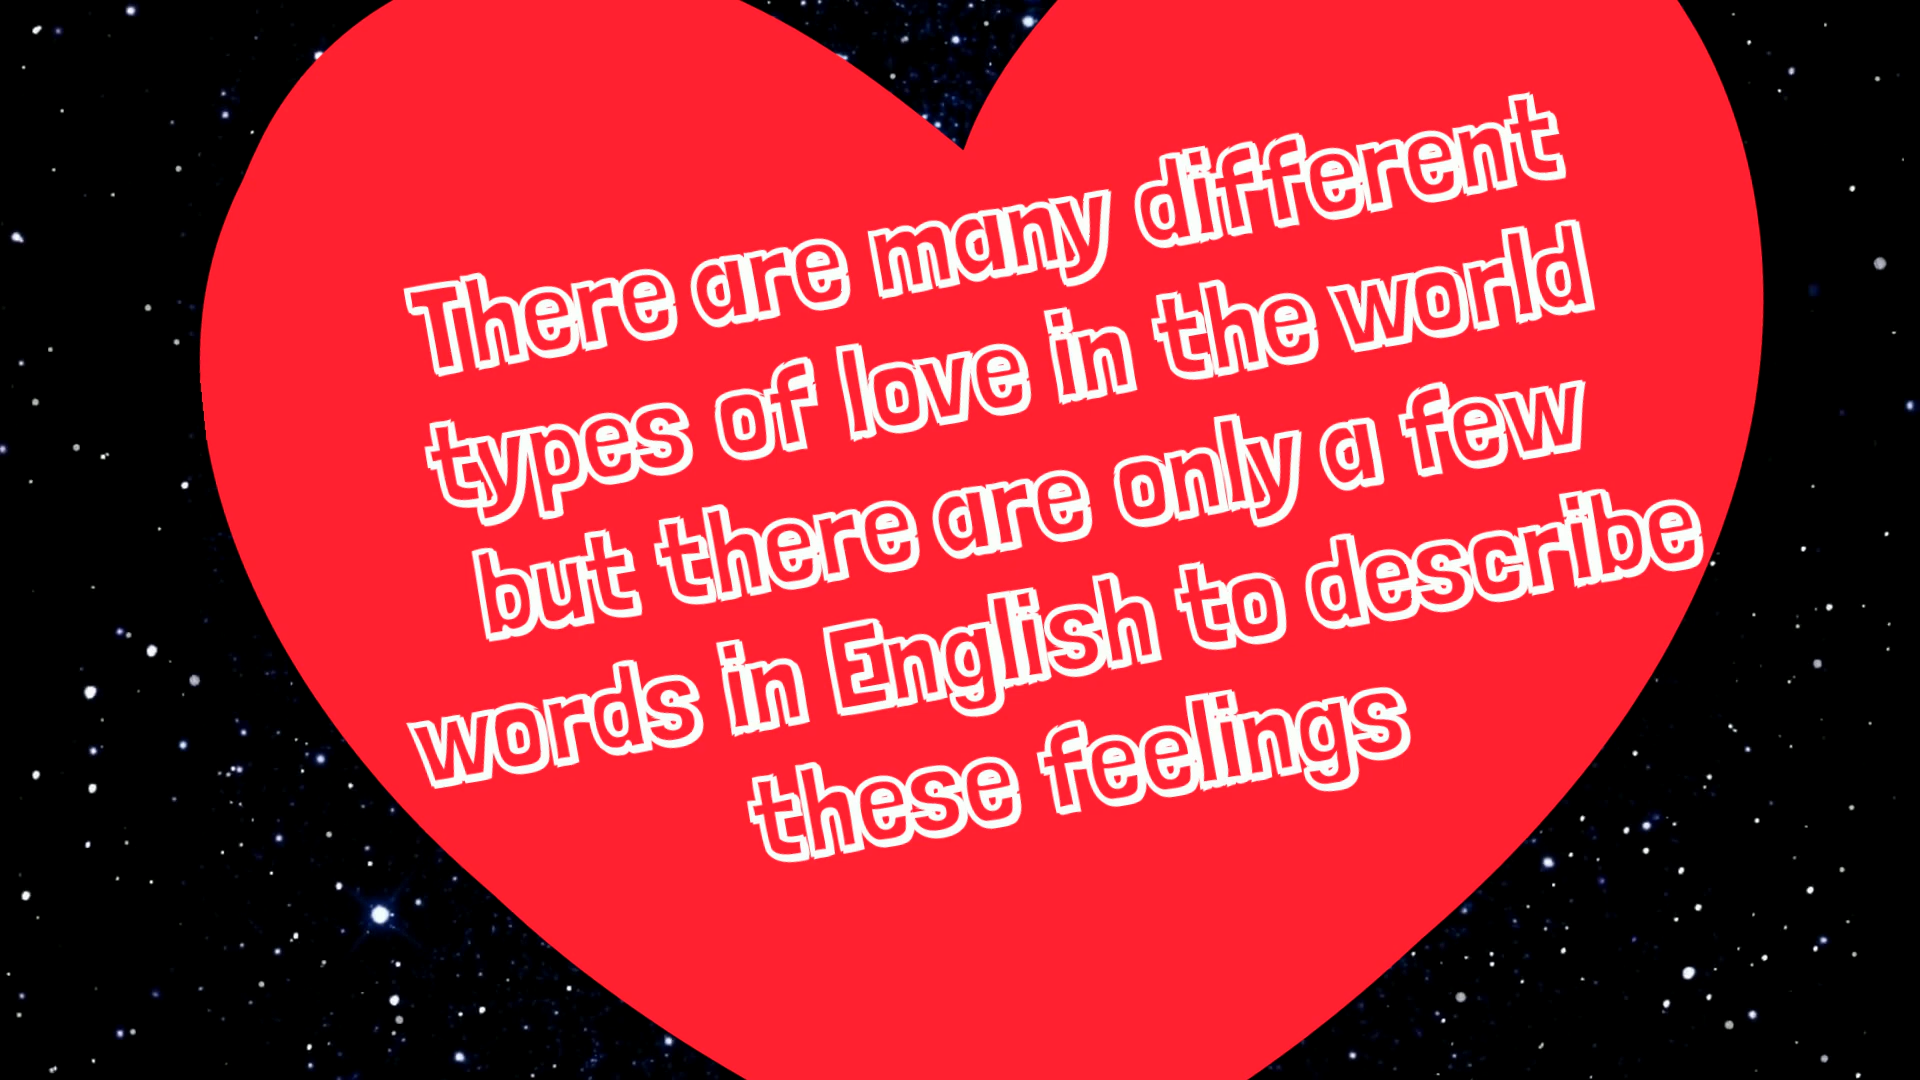 There are many different
types of love in the world
but there are only a few
words in English to describe
these feelings